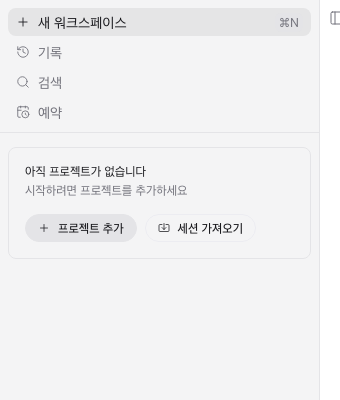 새 워크스페이스 ⌘N
기록
검색
예약
아직 프로젝트가 없습니다
시작하려면 프로젝트를 추가하세요
프로젝트 추가 세션 가져오기